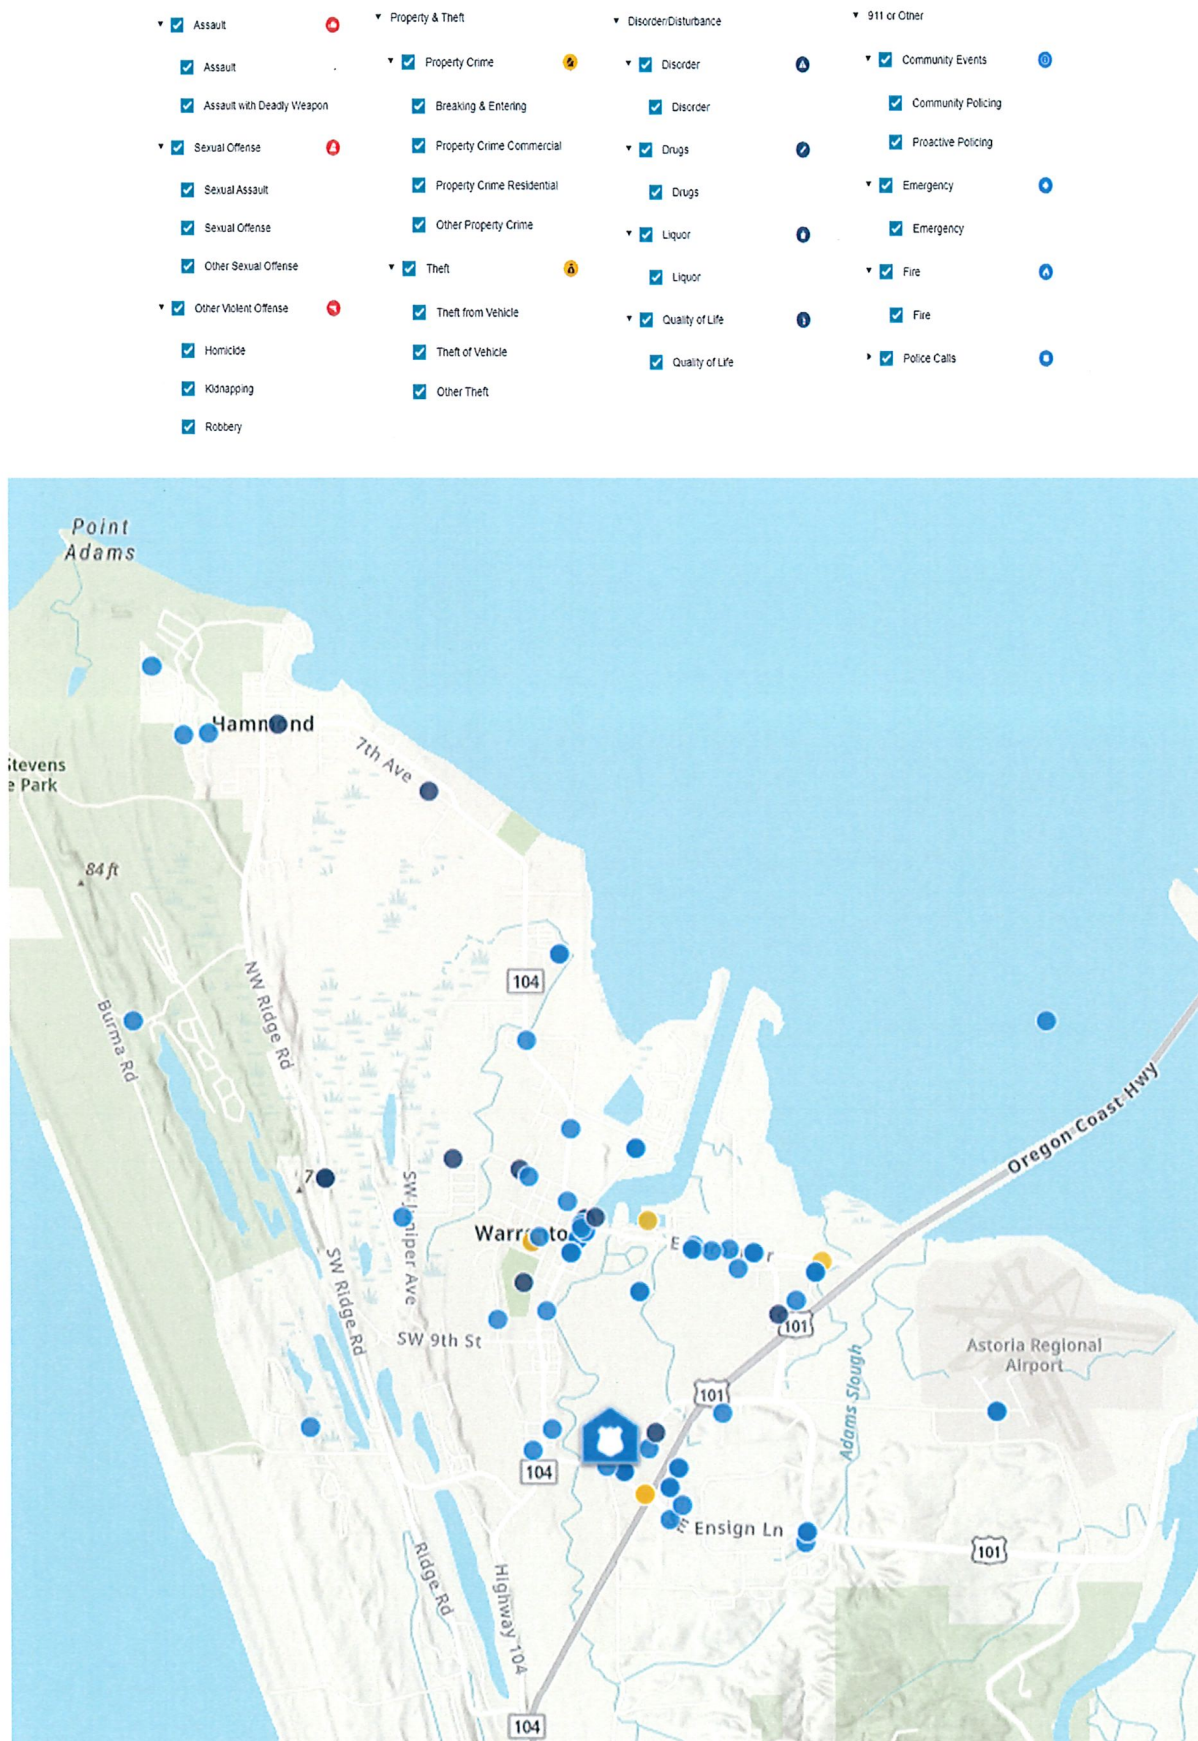 Assault
Assault
Assault with Deadly Weapon
Sexual Offense
Sexual Assault
Sexual Offense
Other Sexual Offense
Other Violent Offense
Homicide
Kidnapping
Robbery
Property & Theft
Property Crime
Breaking & Entering
Property Crime Commercial
Property Crime Residential
Other Property Crime
Theft
Theft from Vehicle
Theft of Vehicle
Other Theft
Disorder/Disturbance
Disorder
Disorder
Drugs
Drugs
Liquor
Liquor
Quality of Life
Quality of Life
911 or Other
Community Events
Community Policing
Proactive Policing
Emergency
Emergency
Fire
Fire
Police Calls
Point
Adams
Hammond
7th Ave
Stevens
Park
84 ft
104
NW Ridge Rd
Burma Rd
Oregon Coast Hwy
7
SW Juniper Ave
SW Ridge Rd
SW 9th St
101
Astoria Regional
Airport
101
Adams Slough
104
Ensign Ln
101
Ridge Rd
Highway 104
104